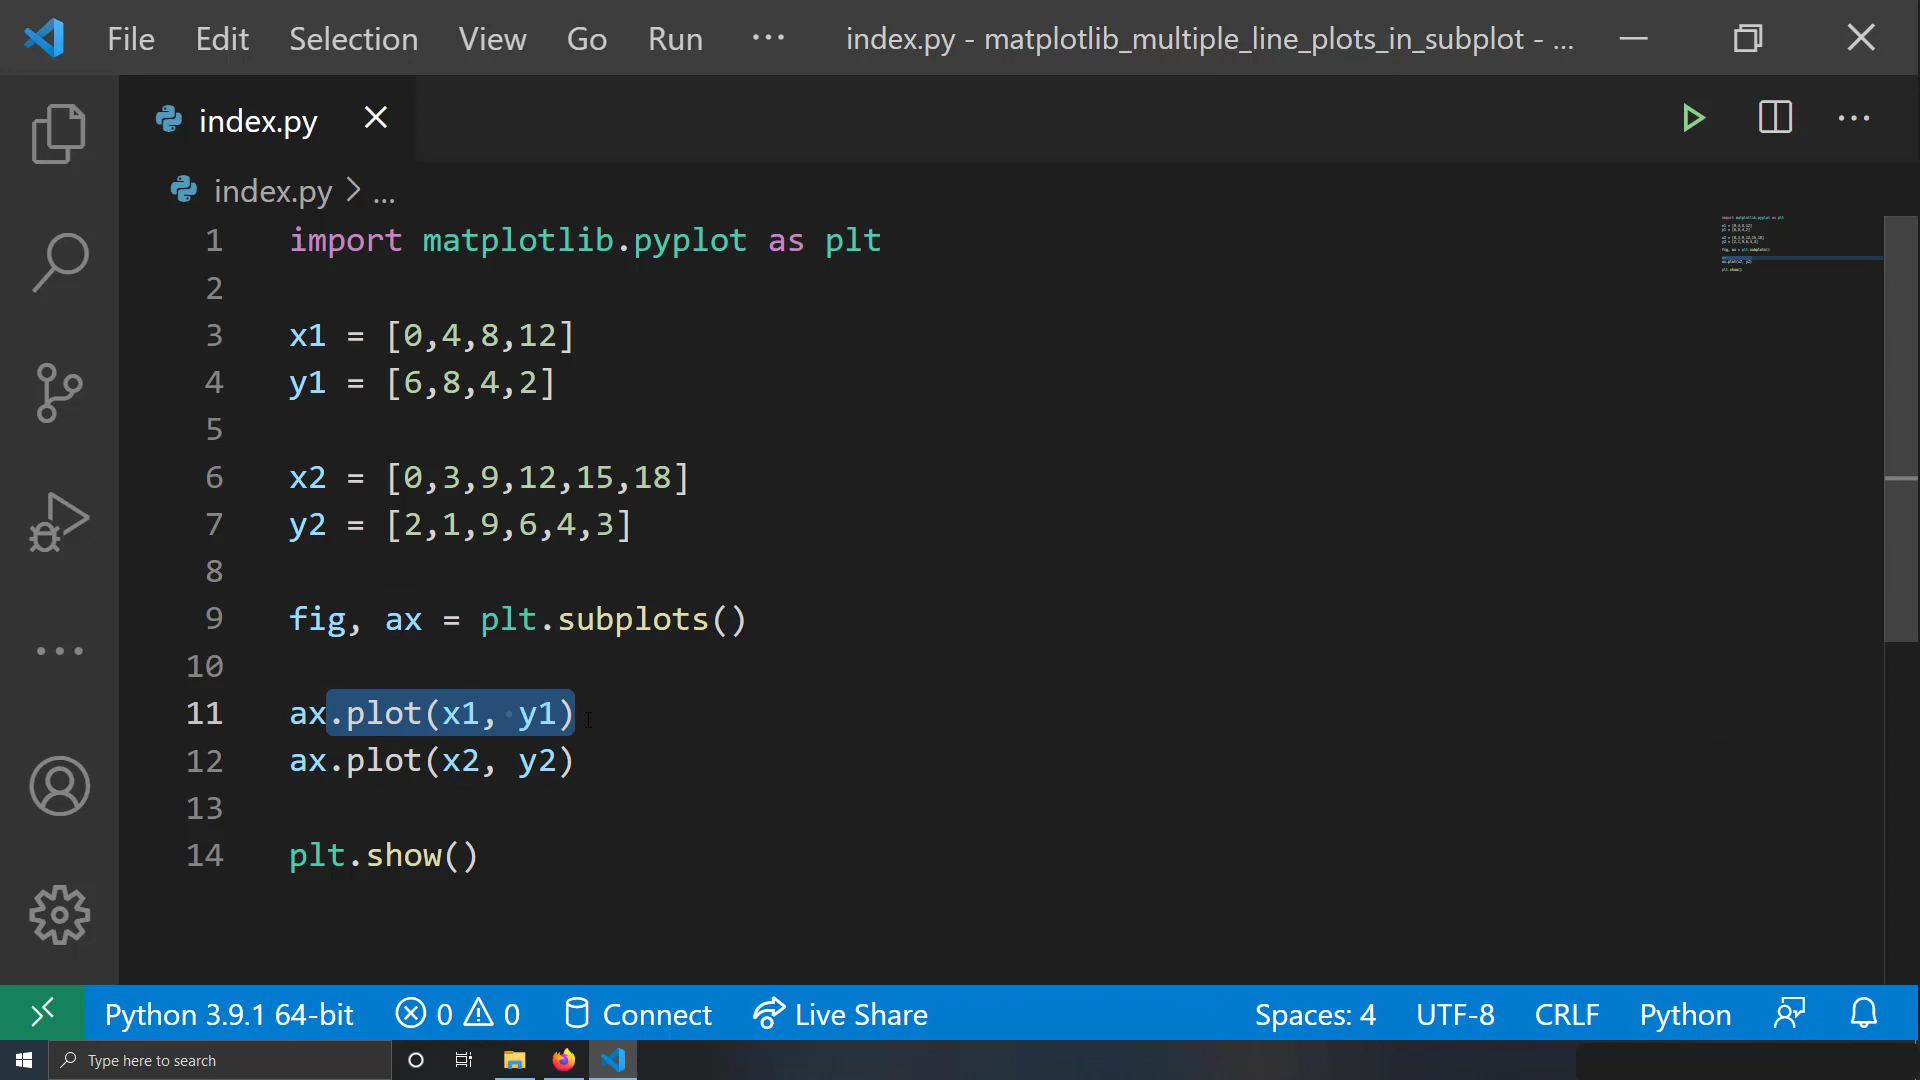 File Edit Selection View Go Run ··· index.py - matplotlib_multiple_line_plots_in_subplot - ...
index.py
index.py > ...
1 import matplotlib.pyplot as plt
2
3 x1 = [0,4,8,12]
4 y1 = [6,8,4,2]
5
6 x2 = [0,3,9,12,15,18]
7 y2 = [2,1,9,6,4,3]
8
9 fig, ax = plt.subplots()
10
11 ax.plot(x1, y1)
12 ax.plot(x2, y2)
13
14 plt.show()
Python 3.9.1 64-bit 0 0 Connect Live Share Spaces: 4 UTF-8 CRLF Python
Type here to search